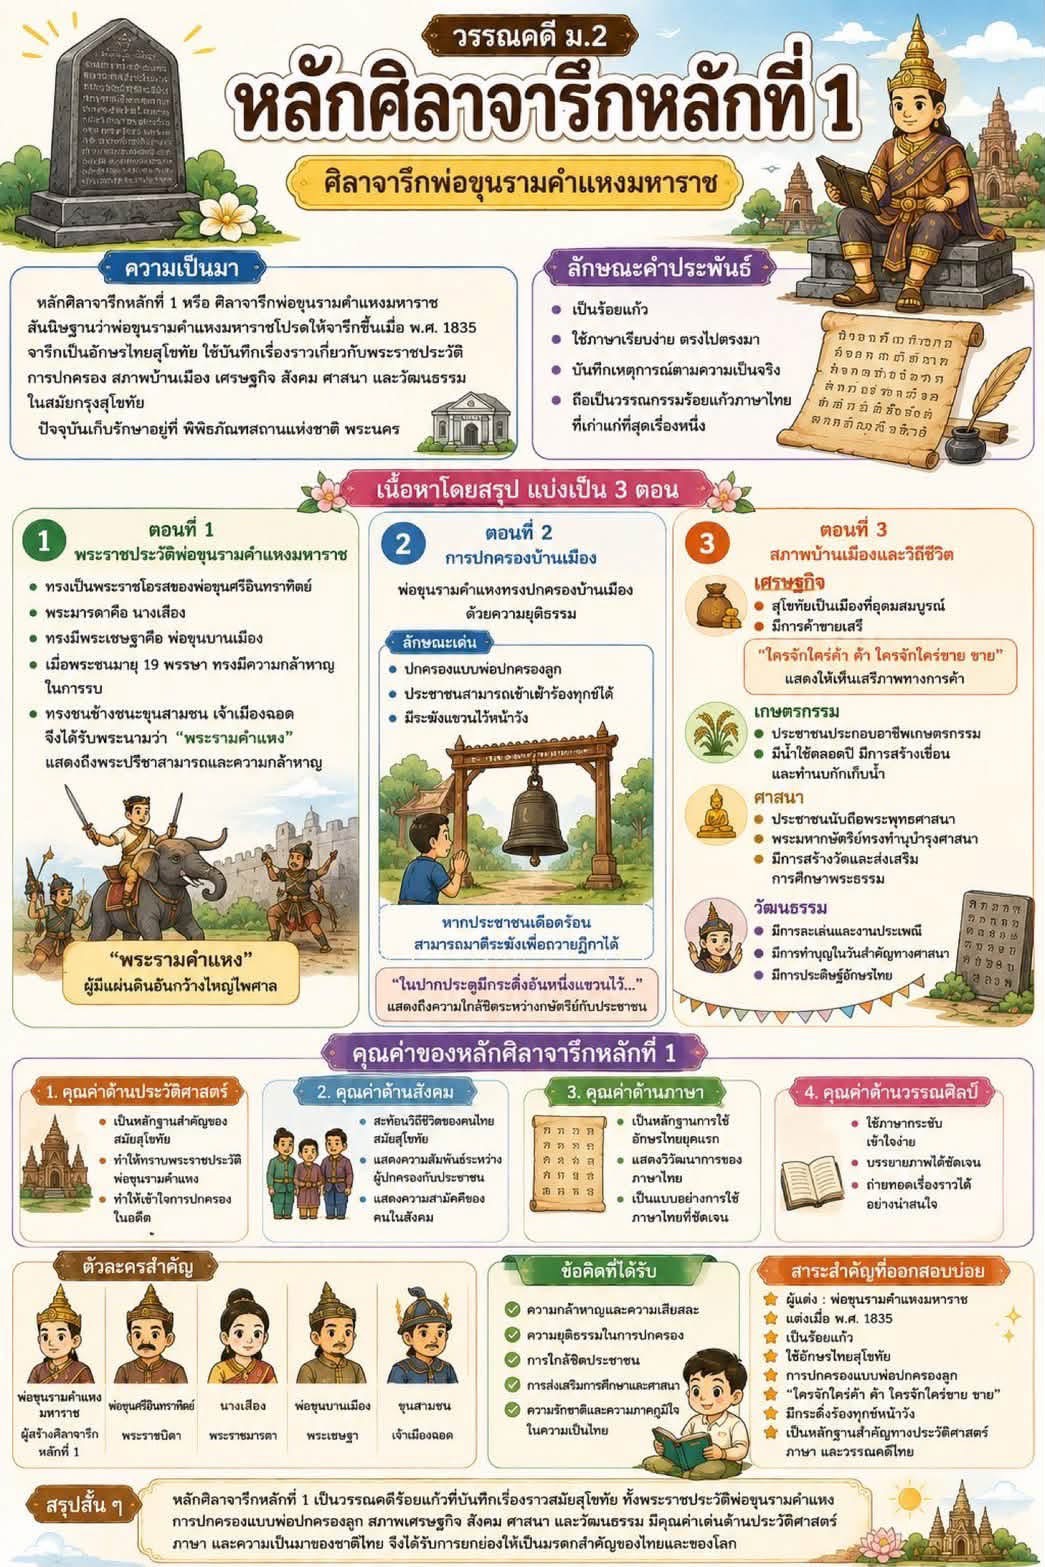 วรรณคดี ม.2
หลักศิลาจารึกหลักที่ 1
ศิลาจารึกพ่อขุนรามคำแหงมหาราช
ความเป็นมา
หลักศิลาจารึกหลักที่ 1 หรือ ศิลาจารึกพ่อขุนรามคำแหงมหาราช
สันนิษฐานว่าพ่อขุนรามคำแหงมหาราชโปรดให้จารึกขึ้นเมื่อ พ.ศ. 1835
จารึกเป็นอักษรไทยสุโขทัย ใช้บันทึกเรื่องราวเกี่ยวกับพระราชประวัติ
การปกครอง สภาพบ้านเมือง เศรษฐกิจ สังคม ศาสนา และวัฒนธรรม
ในสมัยกรุงสุโขทัย
ปัจจุบันเก็บรักษาอยู่ที่ พิพิธภัณฑสถานแห่งชาติ พระนคร
ลักษณะคำประพันธ์
เป็นร้อยแก้ว
ใช้ภาษาเรียบง่าย ตรงไปตรงมา
บันทึกเหตุการณ์ตามความเป็นจริง
ถือเป็นวรรณกรรมร้อยแก้วภาษาไทย
ที่เก่าแก่ที่สุดเรื่องหนึ่ง
เนื้อหาโดยสรุป แบ่งเป็น 3 ตอน
1
ตอนที่ 1
พระราชประวัติพ่อขุนรามคำแหงมหาราช
ทรงเป็นพระราชโอรสของพ่อขุนศรีอินทราทิตย์
พระมารดาคือ นางเสือง
ทรงมีพระเชษฐาคือ พ่อขุนบานเมือง
เมื่อพระชนมายุ 19 พรรษา ทรงมีความกล้าหาญ
ในการรบ
ทรงชนช้างชนะขุนสามชน เจ้าเมืองฉอด
จึงได้รับพระนามว่า "พระรามคำแหง"
แสดงถึงพระปรีชาสามารถและความกล้าหาญ
"พระรามคำแหง"
ผู้มีแผ่นดินอันกว้างใหญ่ไพศาล
2
ตอนที่ 2
การปกครองบ้านเมือง
พ่อขุนรามคำแหงทรงปกครองบ้านเมือง
ด้วยความยุติธรรม
ลักษณะเด่น
ปกครองแบบพ่อปกครองลูก
ประชาชนสามารถเข้าเฝ้าร้องทุกข์ได้
มีระฆังแขวนไว้หน้าวัง
หากประชาชนเดือดร้อน
สามารถมาตีระฆังเพื่อถวายฎีกาได้
"ในปากประตูมีกระดิ่งอันหนึ่งแขวนไว้..."
แสดงถึงความใกล้ชิดระหว่างกษัตริย์กับประชาชน
3
ตอนที่ 3
สภาพบ้านเมืองและวิถีชีวิต
เศรษฐกิจ
สุโขทัยเป็นเมืองที่อุดมสมบูรณ์
มีการค้าขายเสรี
"ใครจักใคร่ค้า ค้า ใครจักใคร่ขาย ขาย"
แสดงให้เห็นเสรีภาพทางการค้า
เกษตรกรรม
ประชาชนประกอบอาชีพเกษตรกรรม
มีน้ำใช้ตลอดปี มีการสร้างเขื่อน
และทำนบกักเก็บน้ำ
ศาสนา
ประชาชนนับถือพระพุทธศาสนา
พระมหากษัตริย์ทรงทำนุบำรุงศาสนา
มีการสร้างวัดและส่งเสริม
การศึกษาพระธรรม
วัฒนธรรม
มีการละเล่นและงานประเพณี
มีการทำบุญในวันสำคัญทางศาสนา
มีการประดิษฐ์อักษรไทย
คุณค่าของหลักศิลาจารึกหลักที่ 1
1. คุณค่าด้านประวัติศาสตร์
เป็นหลักฐานสำคัญของ
สมัยสุโขทัย
ทำให้ทราบพระราชประวัติ
พ่อขุนรามคำแหง
ทำให้เข้าใจการปกครอง
ในอดีต
2. คุณค่าด้านสังคม
สะท้อนวิถีชีวิตของคนไทย
สมัยสุโขทัย
แสดงความสัมพันธ์ระหว่าง
ผู้ปกครองกับประชาชน
แสดงความสามัคคีของ
คนในสังคม
3. คุณค่าด้านภาษา
เป็นหลักฐานการใช้
อักษรไทยยุคแรก
แสดงวิวัฒนาการของ
ภาษาไทย
เป็นแบบอย่างการใช้
ภาษาไทยที่ชัดเจน
4. คุณค่าด้านวรรณศิลป์
ใช้ภาษากระชับ
เข้าใจง่าย
บรรยายภาพได้ชัดเจน
ถ่ายทอดเรื่องราวได้
อย่างน่าสนใจ
ตัวละครสำคัญ
พ่อขุนรามคำแหง
มหาราช
ผู้สร้างศิลาจารึก
หลักที่ 1
พ่อขุนศรีอินทราทิตย์
พระราชบิดา
นางเสือง
พระราชมารดา
พ่อขุนบานเมือง
พระเชษฐา
ขุนสามชน
เจ้าเมืองฉอด
ข้อคิดที่ได้รับ
ความกล้าหาญและความเสียสละ
ความยุติธรรมในการปกครอง
การใกล้ชิดประชาชน
การส่งเสริมการศึกษาและศาสนา
ความรักชาติและความภาคภูมิใจ
ในความเป็นไทย
สาระสำคัญที่ออกสอบบ่อย
ผู้แต่ง : พ่อขุนรามคำแหงมหาราช
แต่งเมื่อ พ.ศ. 1835
เป็นร้อยแก้ว
ใช้อักษรไทยสุโขทัย
การปกครองแบบพ่อปกครองลูก
"ใครจักใคร่ค้า ค้า ใครจักใคร่ขาย ขาย"
มีกระดิ่งร้องทุกข์หน้าวัง
เป็นหลักฐานสำคัญทางประวัติศาสตร์
ภาษา และวรรณคดีไทย
สรุปสั้น ๆ
หลักศิลาจารึกหลักที่ 1 เป็นวรรณคดีร้อยแก้วที่บันทึกเรื่องราวสมัยสุโขทัย ทั้งพระราชประวัติพ่อขุนรามคำแหง
การปกครองแบบพ่อปกครองลูก สภาพเศรษฐกิจ สังคม ศาสนา และวัฒนธรรม มีคุณค่าเด่นด้านประวัติศาสตร์
ภาษา และความเป็นมาของชาติไทย จึงได้รับการยกย่องให้เป็นมรดกสำคัญของไทยและของโลก